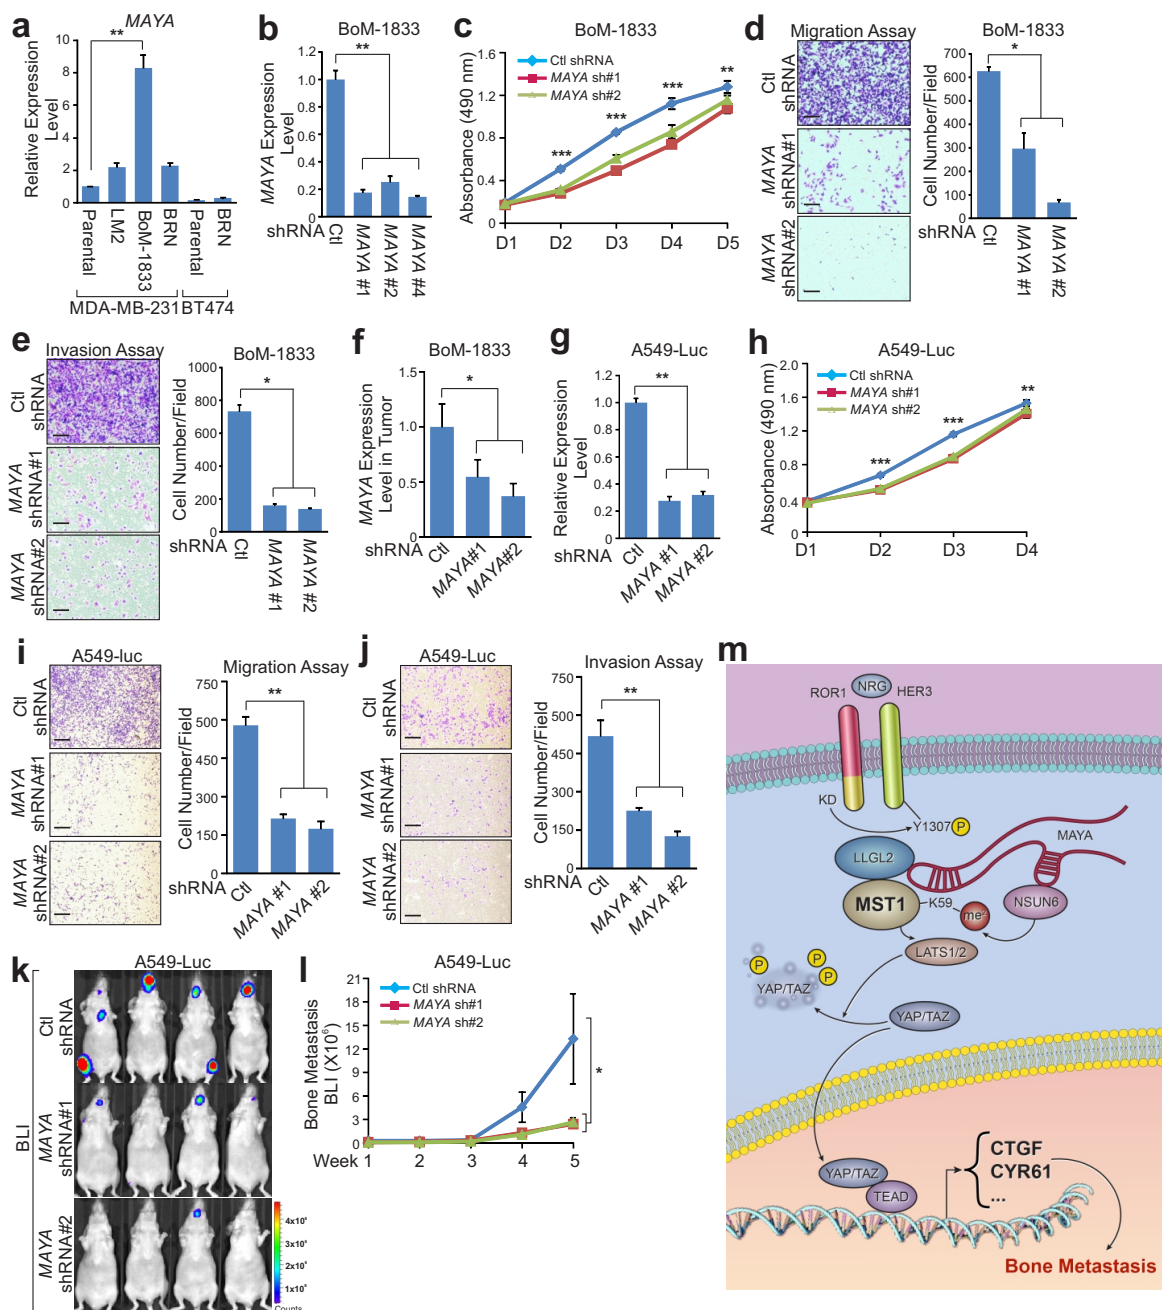 a
MAYA
Relative Expression
Level
10
8
6
4
2
0
**
Parental
LM2
BoM-1833
BRN
Parental
BRN
MDA-MB-231 BT474
b
BoM-1833
MAYA Expression
Level
1.2
1.0
0.8
0.6
0.4
0.2
0
**
shRNA
Ctl
MAYA #1
MAYA #2
MAYA #4
c
BoM-1833
Absorbance (490 nm)
1.6
1.2
0.8
0.4
0
Ctl shRNA
MAYA sh#1
MAYA sh#2
***
***
***
**
D1 D2 D3 D4 D5
d
Migration Assay
Ctl
shRNA
MAYA
shRNA#1
MAYA
shRNA#2
BoM-1833
Cell Number/Field
700
600
500
400
300
200
100
0
*
shRNA
Ctl
MAYA #1
MAYA #2
e
Invasion Assay
Ctl
shRNA
MAYA
shRNA#1
MAYA
shRNA#2
BoM-1833
Cell Number/Field
1000
800
600
400
200
0
*
shRNA
Ctl
MAYA #1
MAYA #2
f
BoM-1833
MAYA Expression
Level in Tumor
1.5
1.0
0.5
0
*
shRNA
Ctl
MAYA#1
MAYA#2
g
A549-Luc
Relative Expression
Level
1.2
1.0
0.8
0.6
0.4
0.2
0
**
shRNA
Ctl
MAYA #1
MAYA #2
h
A549-Luc
Absorbance (490 nm)
2.0
1.6
1.2
0.8
0.4
0
Ctl shRNA
MAYA sh#1
MAYA sh#2
***
***
**
D1 D2 D3 D4
i
A549-luc
Ctl
shRNA
MAYA
shRNA#1
MAYA
shRNA#2
Migration Assay
Cell Number/Field
750
500
450
300
150
0
**
shRNA
Ctl
MAYA #1
MAYA #2
j
A549-Luc
Ctl
shRNA
MAYA
shRNA#1
MAYA
shRNA#2
Invasion Assay
Cell Number/Field
750
500
450
300
150
0
**
shRNA
Ctl
MAYA #1
MAYA #2
k
A549-Luc
BLI
Ctl
shRNA
MAYA
shRNA#1
MAYA
shRNA#2
Counts
l
A549-Luc
Bone Metastasis
BLI (X10⁶)
21
18
15
12
9
6
3
0
Ctl shRNA
MAYA sh#1
MAYA sh#2
*
Week 1 2 3 4 5
m
ROR1
NRG
HER3
KD
Y1307
P
MAYA
LLGL2
MST1
K59
me²
NSUN6
LATS1/2
P
P
P
YAP/TAZ
YAP/TAZ
YAP/TAZ
TEAD
CTGF
CYR61
...
Bone Metastasis